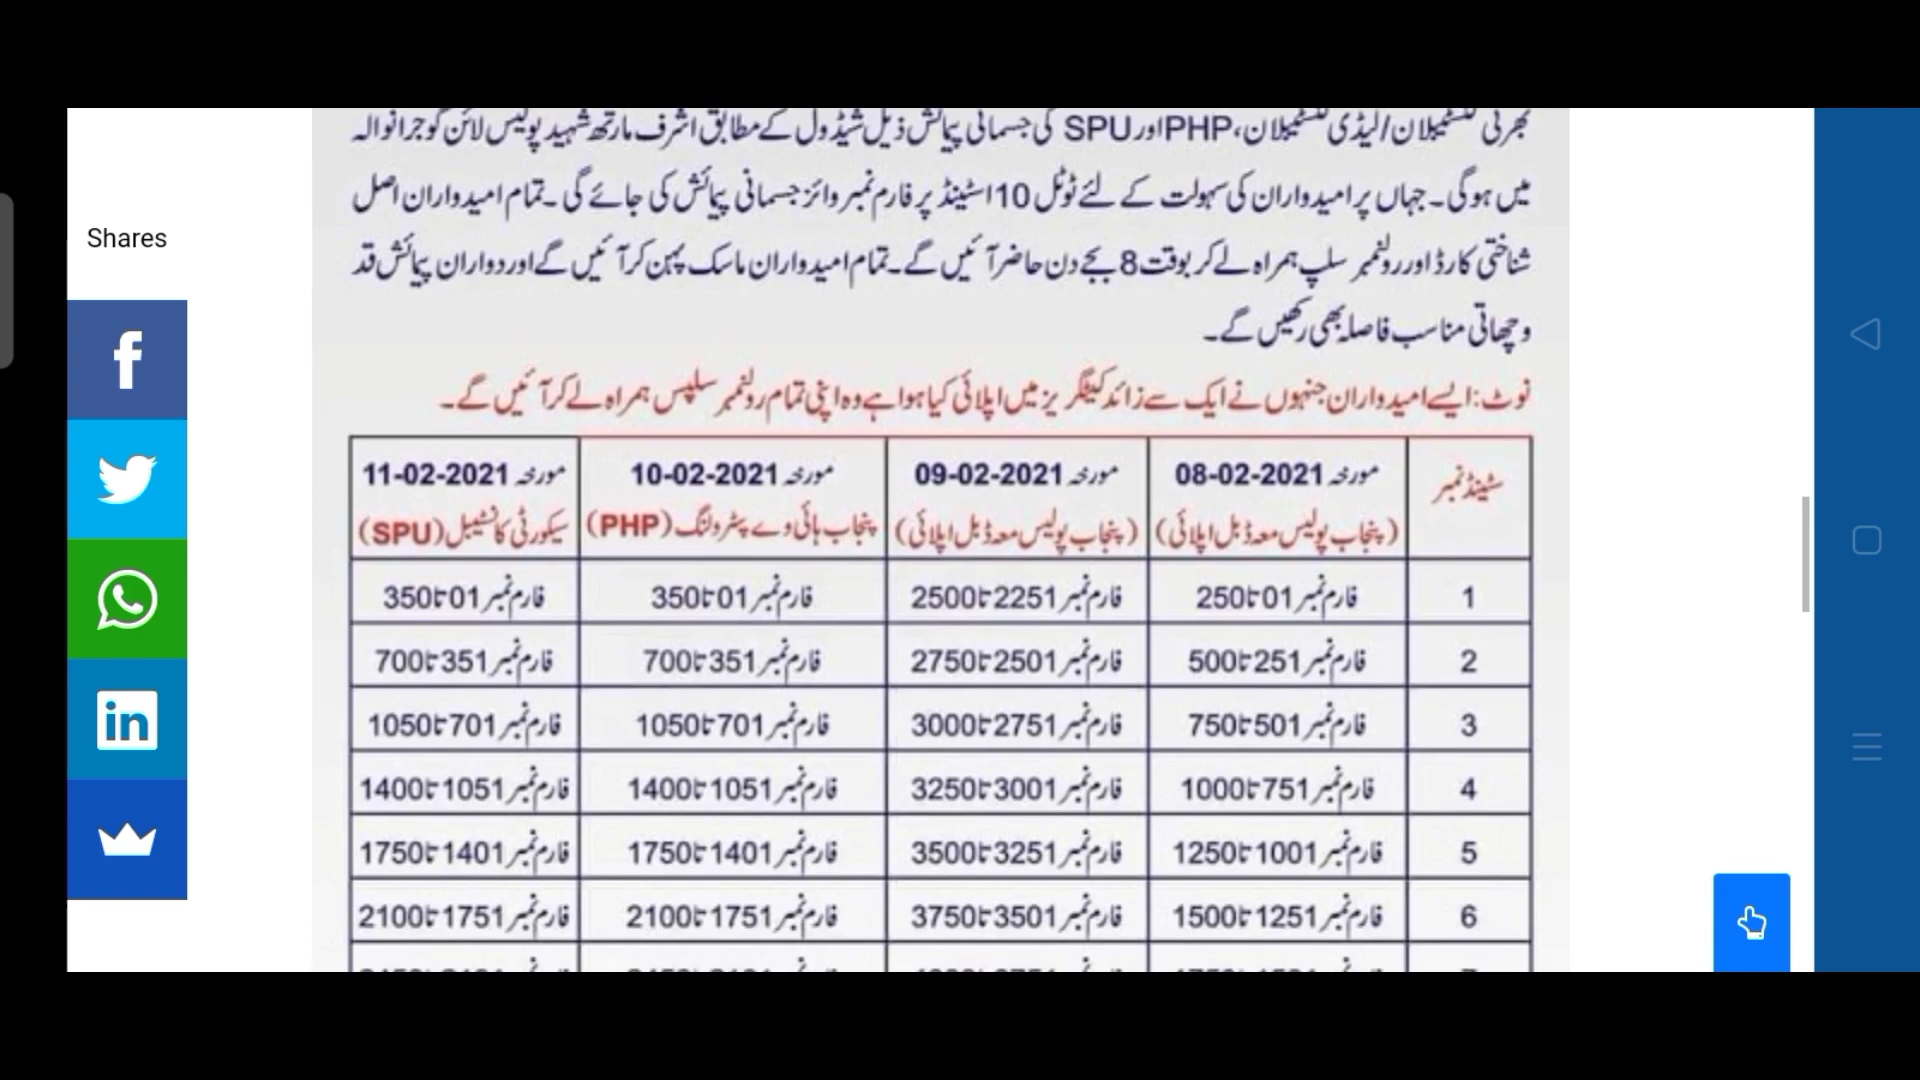 بھرتی کنسٹیبلان/لیڈی کنسٹیبلان،PHPاورSPU کی جسمانی پیمائش ذیل شیڈول کے مطابق اشرف مارتھ شہید پولیس لائن گوجرانوالہ
میں ہوگی۔ جہاں پر امیدواران کی سہولت کے لئے ٹوٹل 10اسٹینڈ پر فارم نمبر وائز جسمانی پیمائش کی جائے گی ۔تمام امیدواران اصل
شناختی کارڈ اور رولنمبر سلپ ہمراہ لے کر بوقت 8 بجے دن حاضر آئیں گے۔تمام امیدواران ماسک پہن کر آئیں گے اور دواران پیمائش قد
و چھاتی مناسب فاصلہ بھی رکھیں گے۔
نوٹ: ایسے امیدواران جنہوں نے ایک سے زائد کیٹگریز میں اپلائی کیا ہوا ہے وہ اپنی تمام رولنمبر سلپس ہمراہ لے کر آئیں گے۔
سٹینڈ نمبر مورخہ 08-02-2021 مورخہ 09-02-2021 مورخہ 10-02-2021 مورخہ 11-02-2021
(پنجاب پولیس معہ ڈبل اپلائی) (پنجاب پولیس معہ ڈبل اپلائی) پنجاب ہائی وے پٹرولنگ (PHP) سیکورٹی کانسٹیبل (SPU)
1 فارم نمبر 01 تا 250 فارم نمبر 2251 تا 2500 فارم نمبر 01 تا 350 فارم نمبر 01 تا 350
2 فارم نمبر 251 تا 500 فارم نمبر 2501 تا 2750 فارم نمبر 351 تا 700 فارم نمبر 351 تا 700
3 فارم نمبر 501 تا 750 فارم نمبر 2751 تا 3000 فارم نمبر 701 تا 1050 فارم نمبر 701 تا 1050
4 فارم نمبر 751 تا 1000 فارم نمبر 3001 تا 3250 فارم نمبر 1051 تا 1400 فارم نمبر 1051 تا 1400
5 فارم نمبر 1001 تا 1250 فارم نمبر 3251 تا 3500 فارم نمبر 1401 تا 1750 فارم نمبر 1401 تا 1750
6 فارم نمبر 1251 تا 1500 فارم نمبر 3501 تا 3750 فارم نمبر 1751 تا 2100 فارم نمبر 1751 تا 2100
Shares